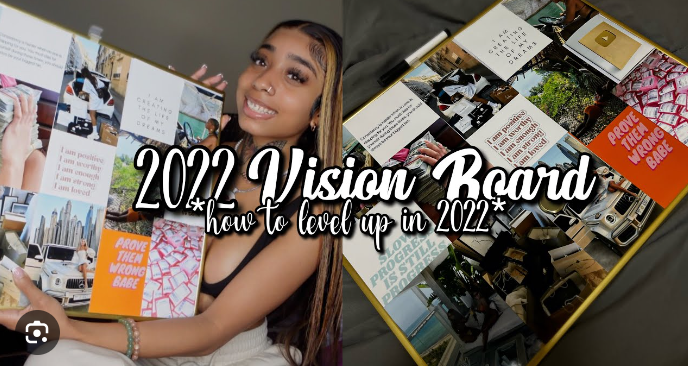 I AM
CREATING
THE LIFE
OF MY
DREAMS
I am positive.
I am worthy.
I am enough.
I am strong.
I am loved.
PROVE
THEM
WRONG
BABE
2022 Vision Board
*how to level up in 2022*
I AM
CREATING
THE LIFE
OF MY
DREAMS
I am positive.
I am worthy.
I am enough.
I am strong.
I am loved.
PROVE
THEM
WRONG
BABE
SLOW
PROGRESS
IS STILL
PROGRESS